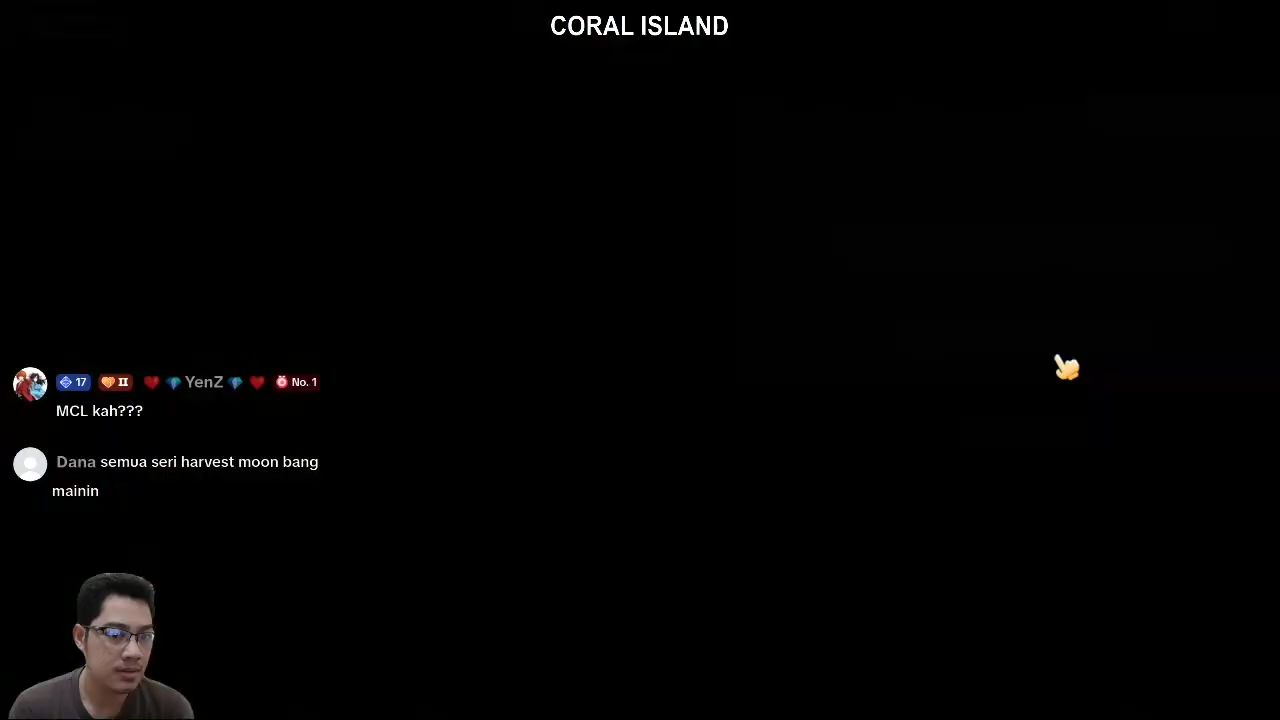 CORAL ISLAND
17 II YenZ No. 1
MCL kah???
Dana semua seri harvest moon bang
mainin